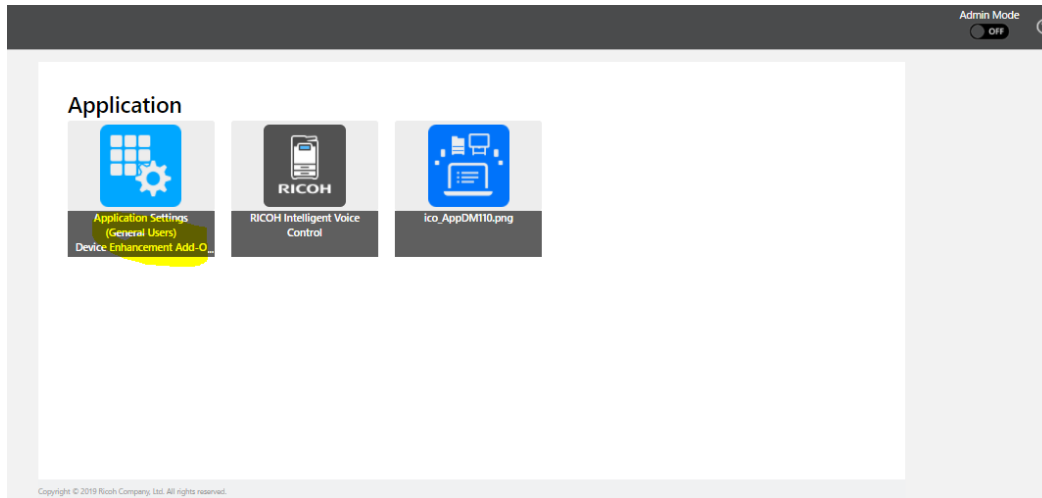 Admin Mode
OFF
Application
RICOH
Application Settings
(General Users)
Device Enhancement Add-O...
RICOH Intelligent Voice
Control
ico_AppDM110.png
Copyright © 2019 Ricoh Company, Ltd. All rights reserved.